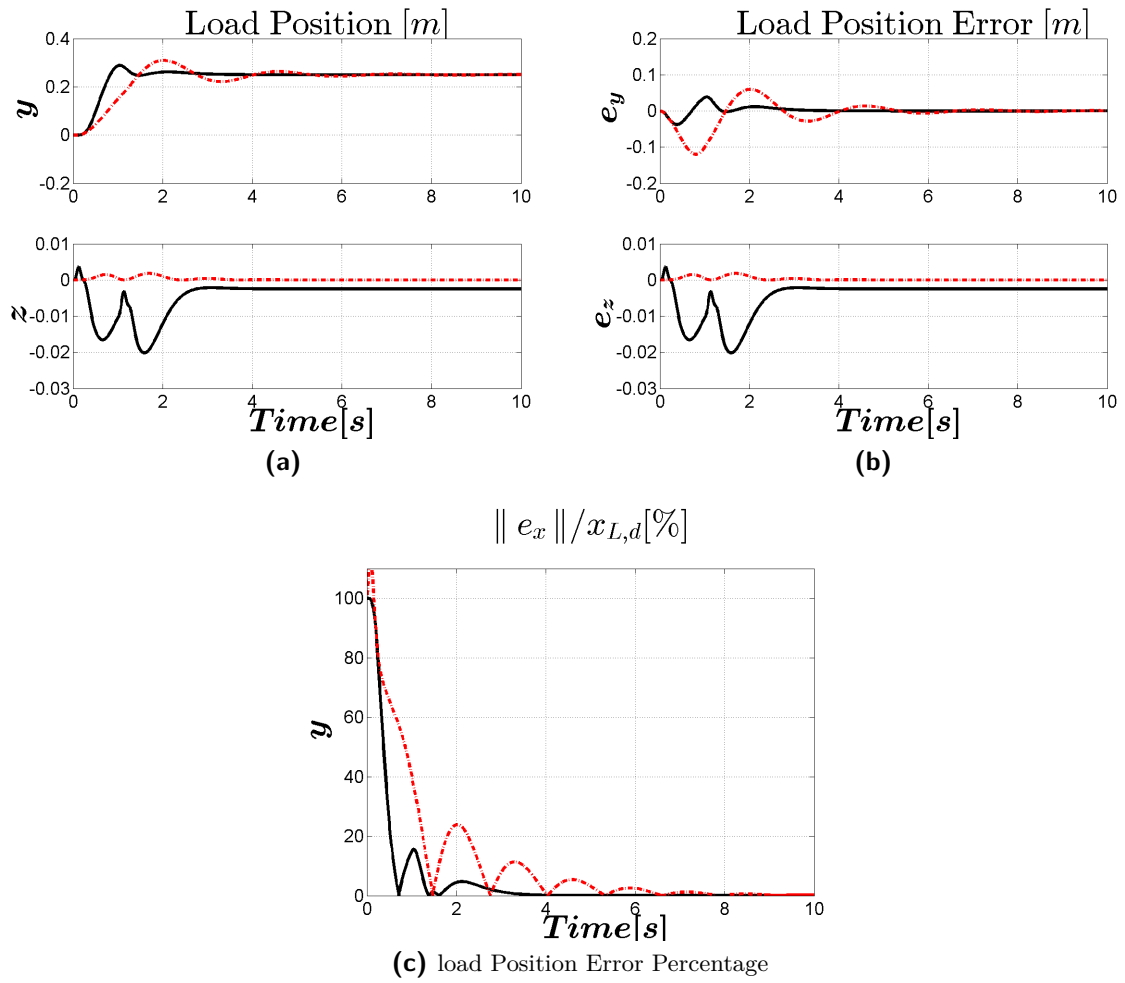 Load Position [m]
0.4
0.2
0
-0.2
y
0 2 4 6 8 10
0.01
0
-0.01
-0.02
-0.03
z
0 2 4 6 8 10
Time[s]
(a)
Load Position Error [m]
0.2
0.1
0
-0.1
-0.2
e_y
0 2 4 6 8 10
0.01
0
-0.01
-0.02
-0.03
e_z
0 2 4 6 8 10
Time[s]
(b)
∥ e_x ∥/x_{L,d}[%]
100
80
60
40
20
0
y
0 2 4 6 8 10
Time[s]
(c) load Position Error Percentage